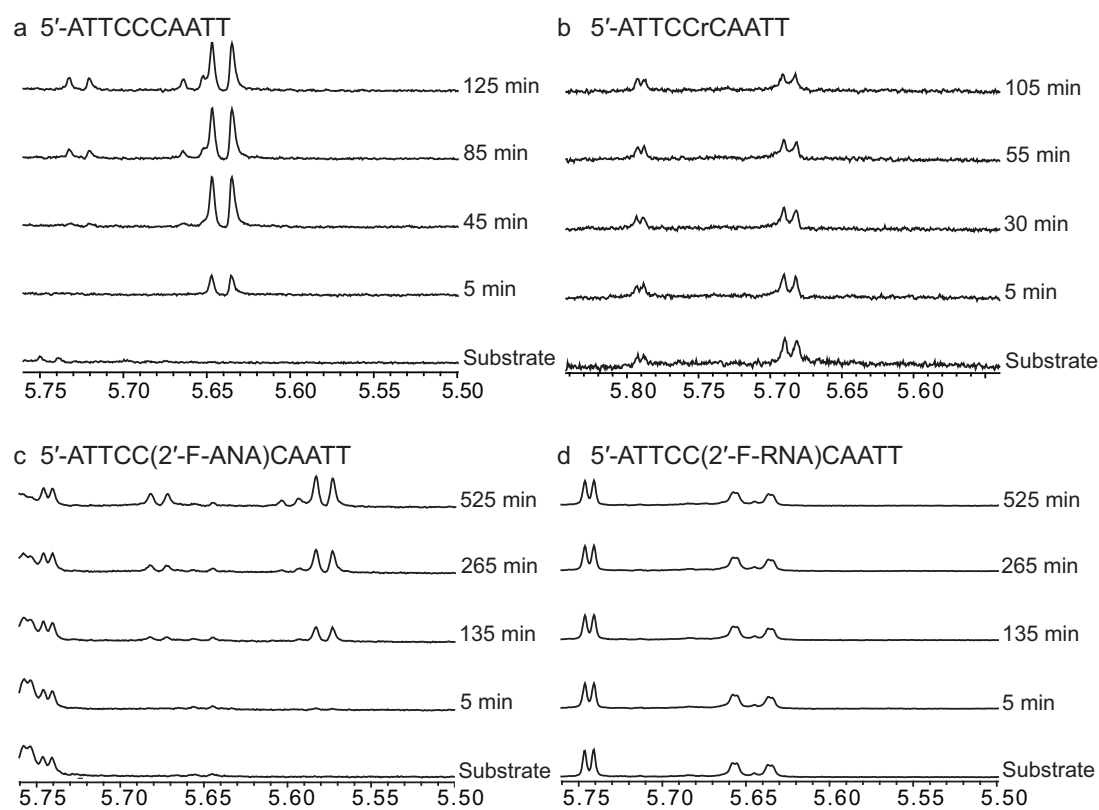 a 5′-ATTCCCAATT
125 min
85 min
45 min
5 min
Substrate
5.75 5.70 5.65 5.60 5.55 5.50
b 5′-ATTCCrCAATT
105 min
55 min
30 min
5 min
Substrate
5.80 5.75 5.70 5.65 5.60
c 5′-ATTCC(2′-F-ANA)CAATT
525 min
265 min
135 min
5 min
Substrate
5.75 5.70 5.65 5.60 5.55 5.50
d 5′-ATTCC(2′-F-RNA)CAATT
525 min
265 min
135 min
5 min
Substrate
5.75 5.70 5.65 5.60 5.55 5.50